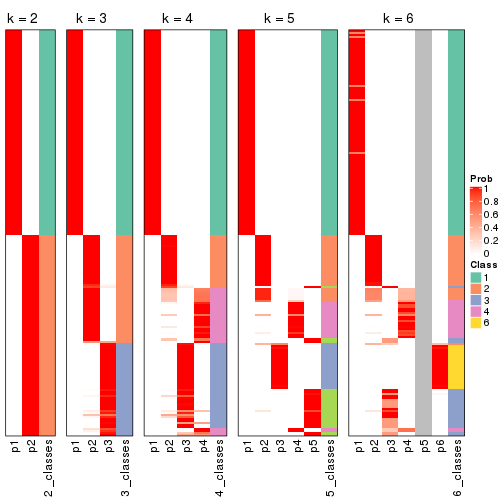 k = 2
k = 3
k = 4
k = 5
k = 6
Prob
1
0.8
0.6
0.4
0.2
0
Class
1
2
3
4
6
p1
p2
2_classes
p1
p2
p3
3_classes
p1
p2
p3
p4
4_classes
p1
p2
p3
p4
p5
5_classes
p1
p2
p3
p4
p5
p6
6_classes